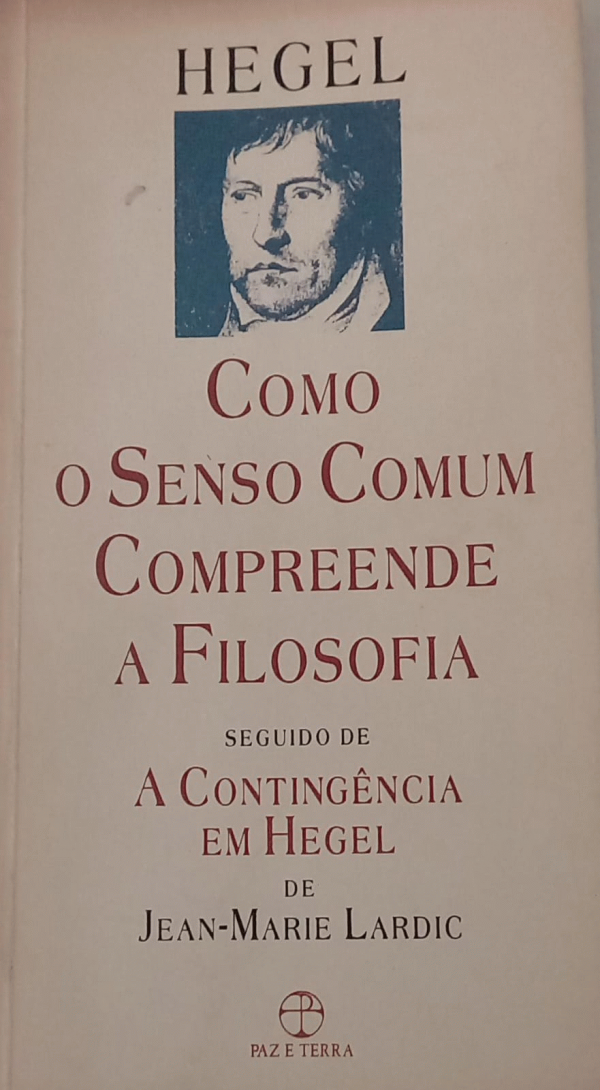 HEGEL
COMO
O SENSO COMUM
COMPREENDE
A FILOSOFIA
SEGUIDO DE
A CONTINGÊNCIA
EM HEGEL
DE
JEAN-MARIE LARDIC
PAZ E TERRA